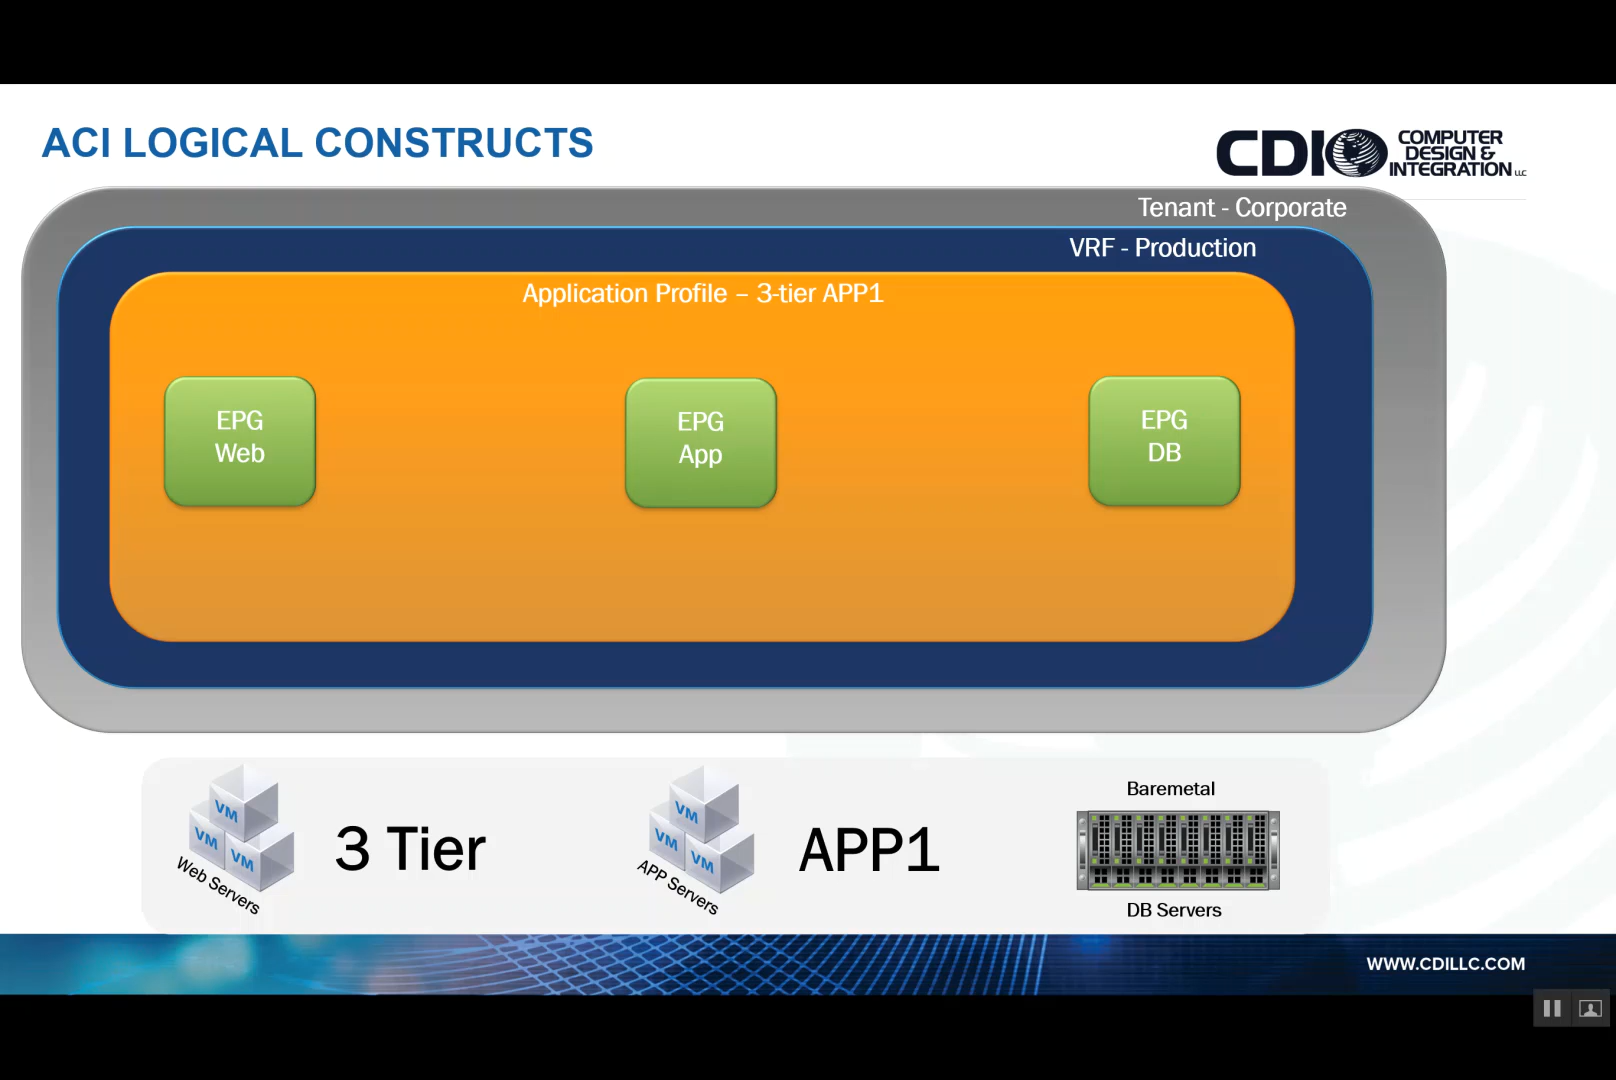 ACI LOGICAL CONSTRUCTS
CDI
COMPUTER
DESIGN &
INTEGRATION LLC
Tenant - Corporate
VRF - Production
Application Profile – 3-tier APP1
EPG
Web
EPG
App
EPG
DB
VM
VM
VM
Web Servers
3 Tier
VM
VM
VM
APP Servers
APP1
Baremetal
DB Servers
WWW.CDILLC.COM